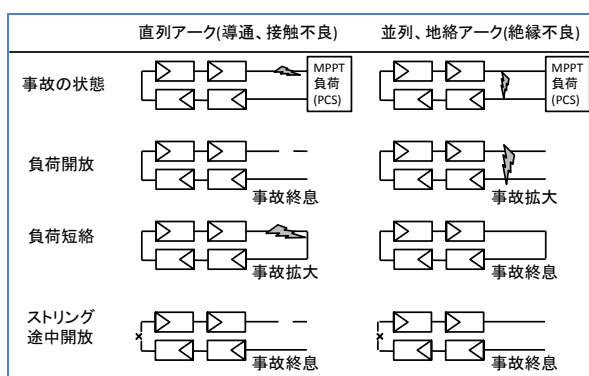 直列アーク(導通、接触不良)
並列、地絡アーク(絶縁不良)
事故の状態
MPPT
負荷
(PCS)
MPPT
負荷
(PCS)
負荷開放
事故終息
事故拡大
負荷短絡
事故拡大
事故終息
ストリング
途中開放
×
事故終息
×
事故終息